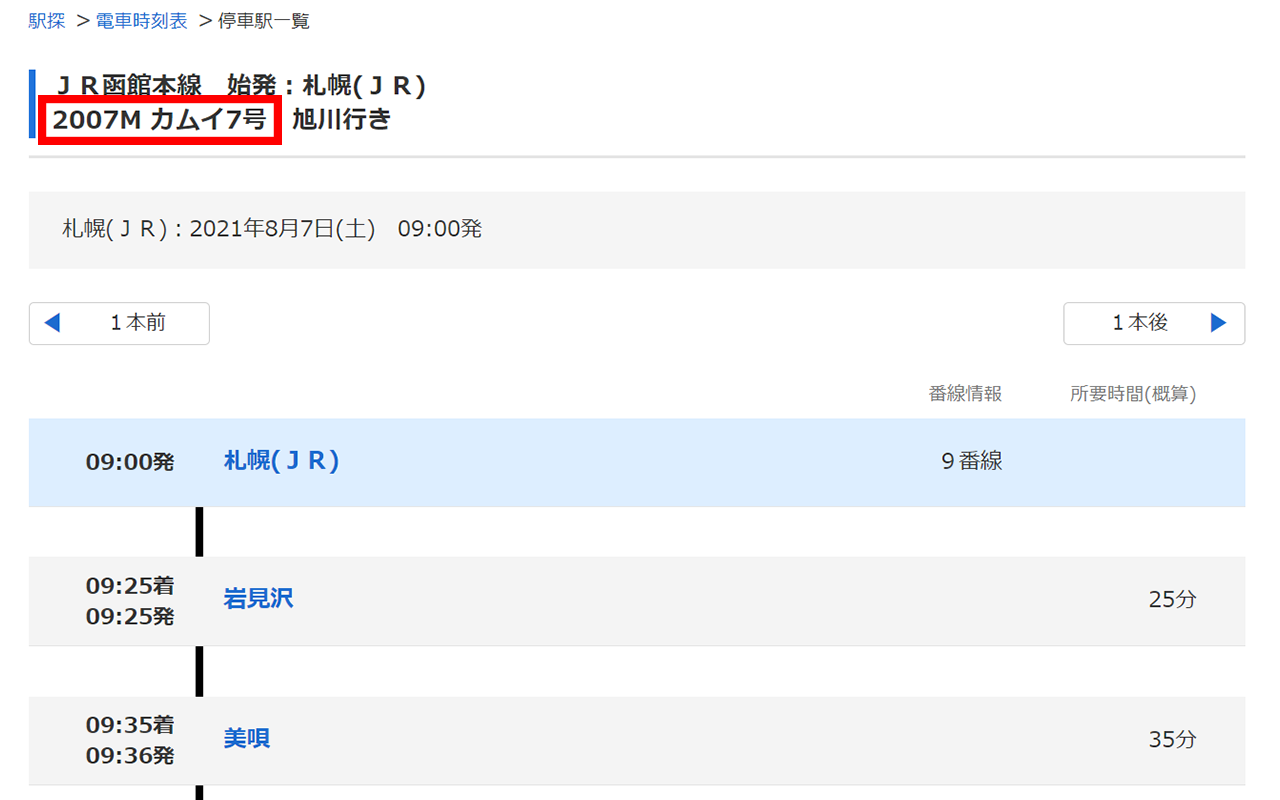 駅探 > 電車時刻表 > 停車駅一覧
ＪＲ函館本線　始発：札幌(ＪＲ)
2007M カムイ7号 旭川行き
札幌(ＪＲ)：2021年8月7日(土)　09:00発
１本前
１本後
番線情報 所要時間(概算)
09:00発 札幌(ＪＲ) ９番線
09:25着
09:25発
岩見沢 25分
09:35着
09:36発
美唄 35分